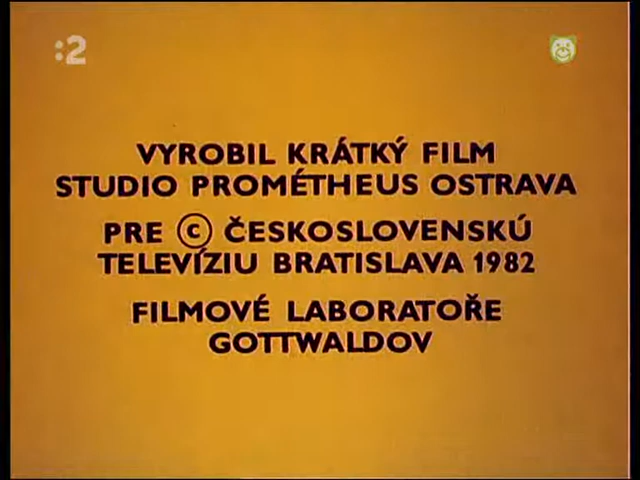 :2
VYROBIL KRÁTKÝ FILM
STUDIO PROMÉTHEUS OSTRAVA
PRE © ČESKOSLOVENSKÚ
TELEVÍZIU BRATISLAVA 1982
FILMOVÉ LABORATOŘE
GOTTWALDOV